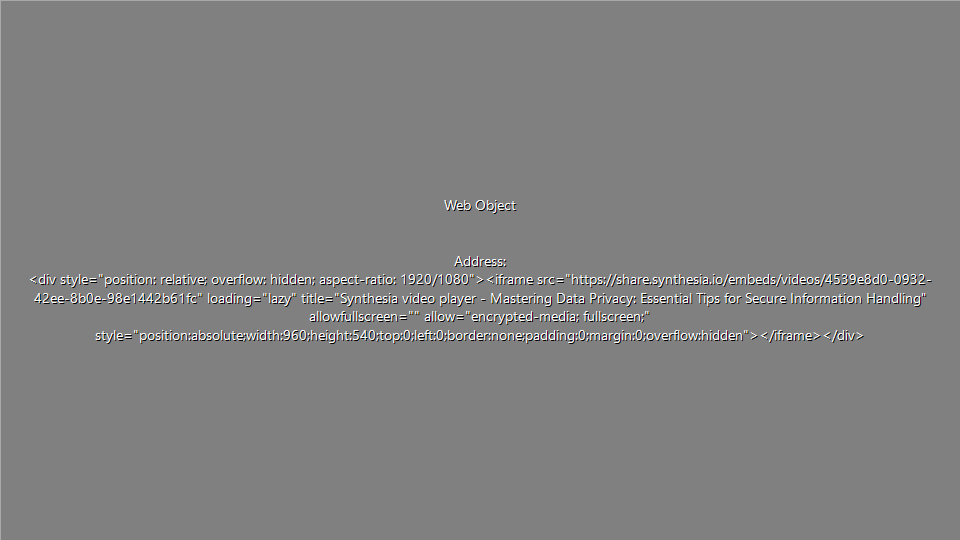 Web Object
Address:
<div style="position: relative; overflow: hidden; aspect-ratio: 1920/1080"><iframe src="https://share.synthesia.io/embeds/videos/4539e8d0-0932-
42ee-8b0e-98e1442b61fc" loading="lazy" title="Synthesia video player - Mastering Data Privacy: Essential Tips for Secure Information Handling"
allowfullscreen="" allow="encrypted-media; fullscreen;"
style="position:absolute;width:960;height:540;top:0;left:0;border:none;padding:0;margin:0;overflow:hidden"></iframe></div>